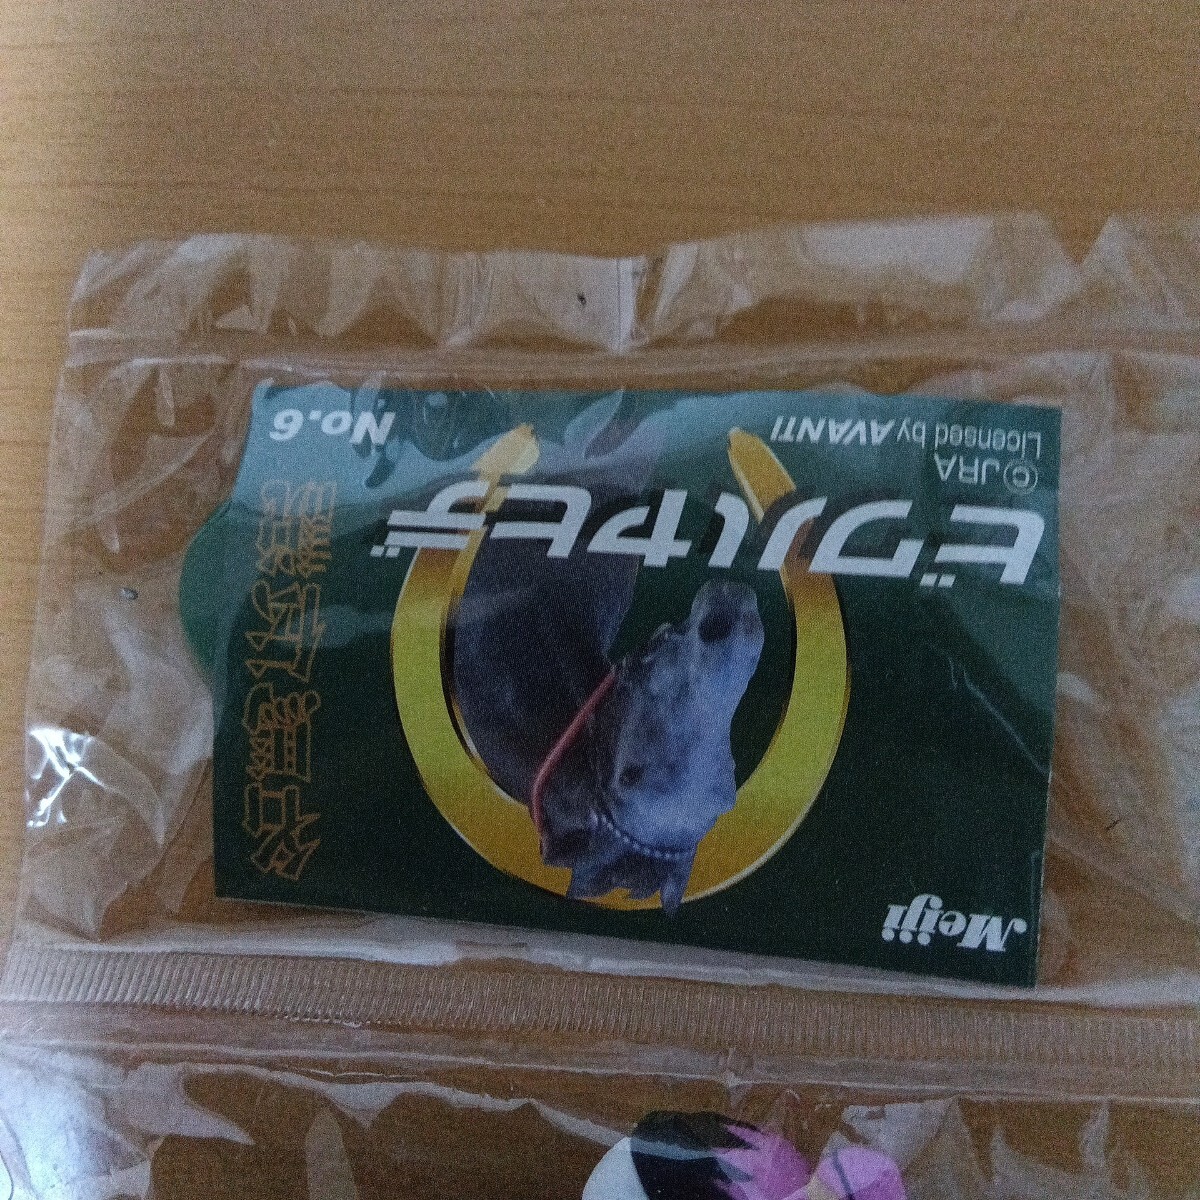 Meiji
ビワハヤヒデ
©JRA
Licensed by AVANTI
No.6